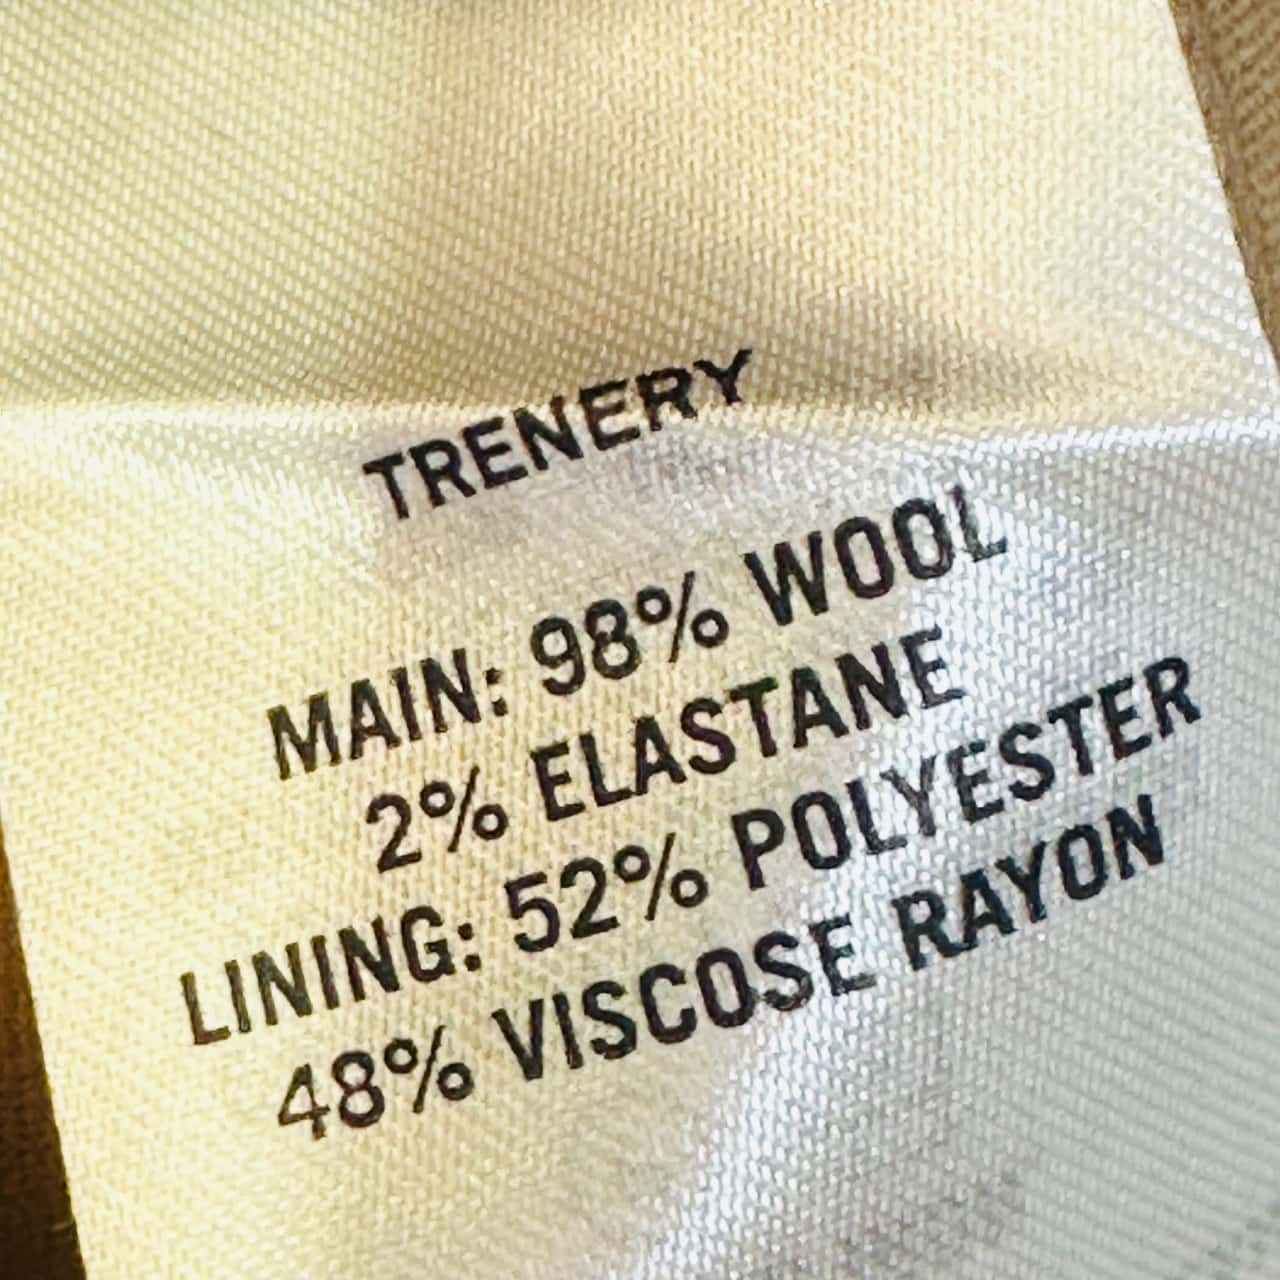 TRENERY
MAIN: 98% WOOL
2% ELASTANE
LINING: 52% POLYESTER
48% VISCOSE RAYON